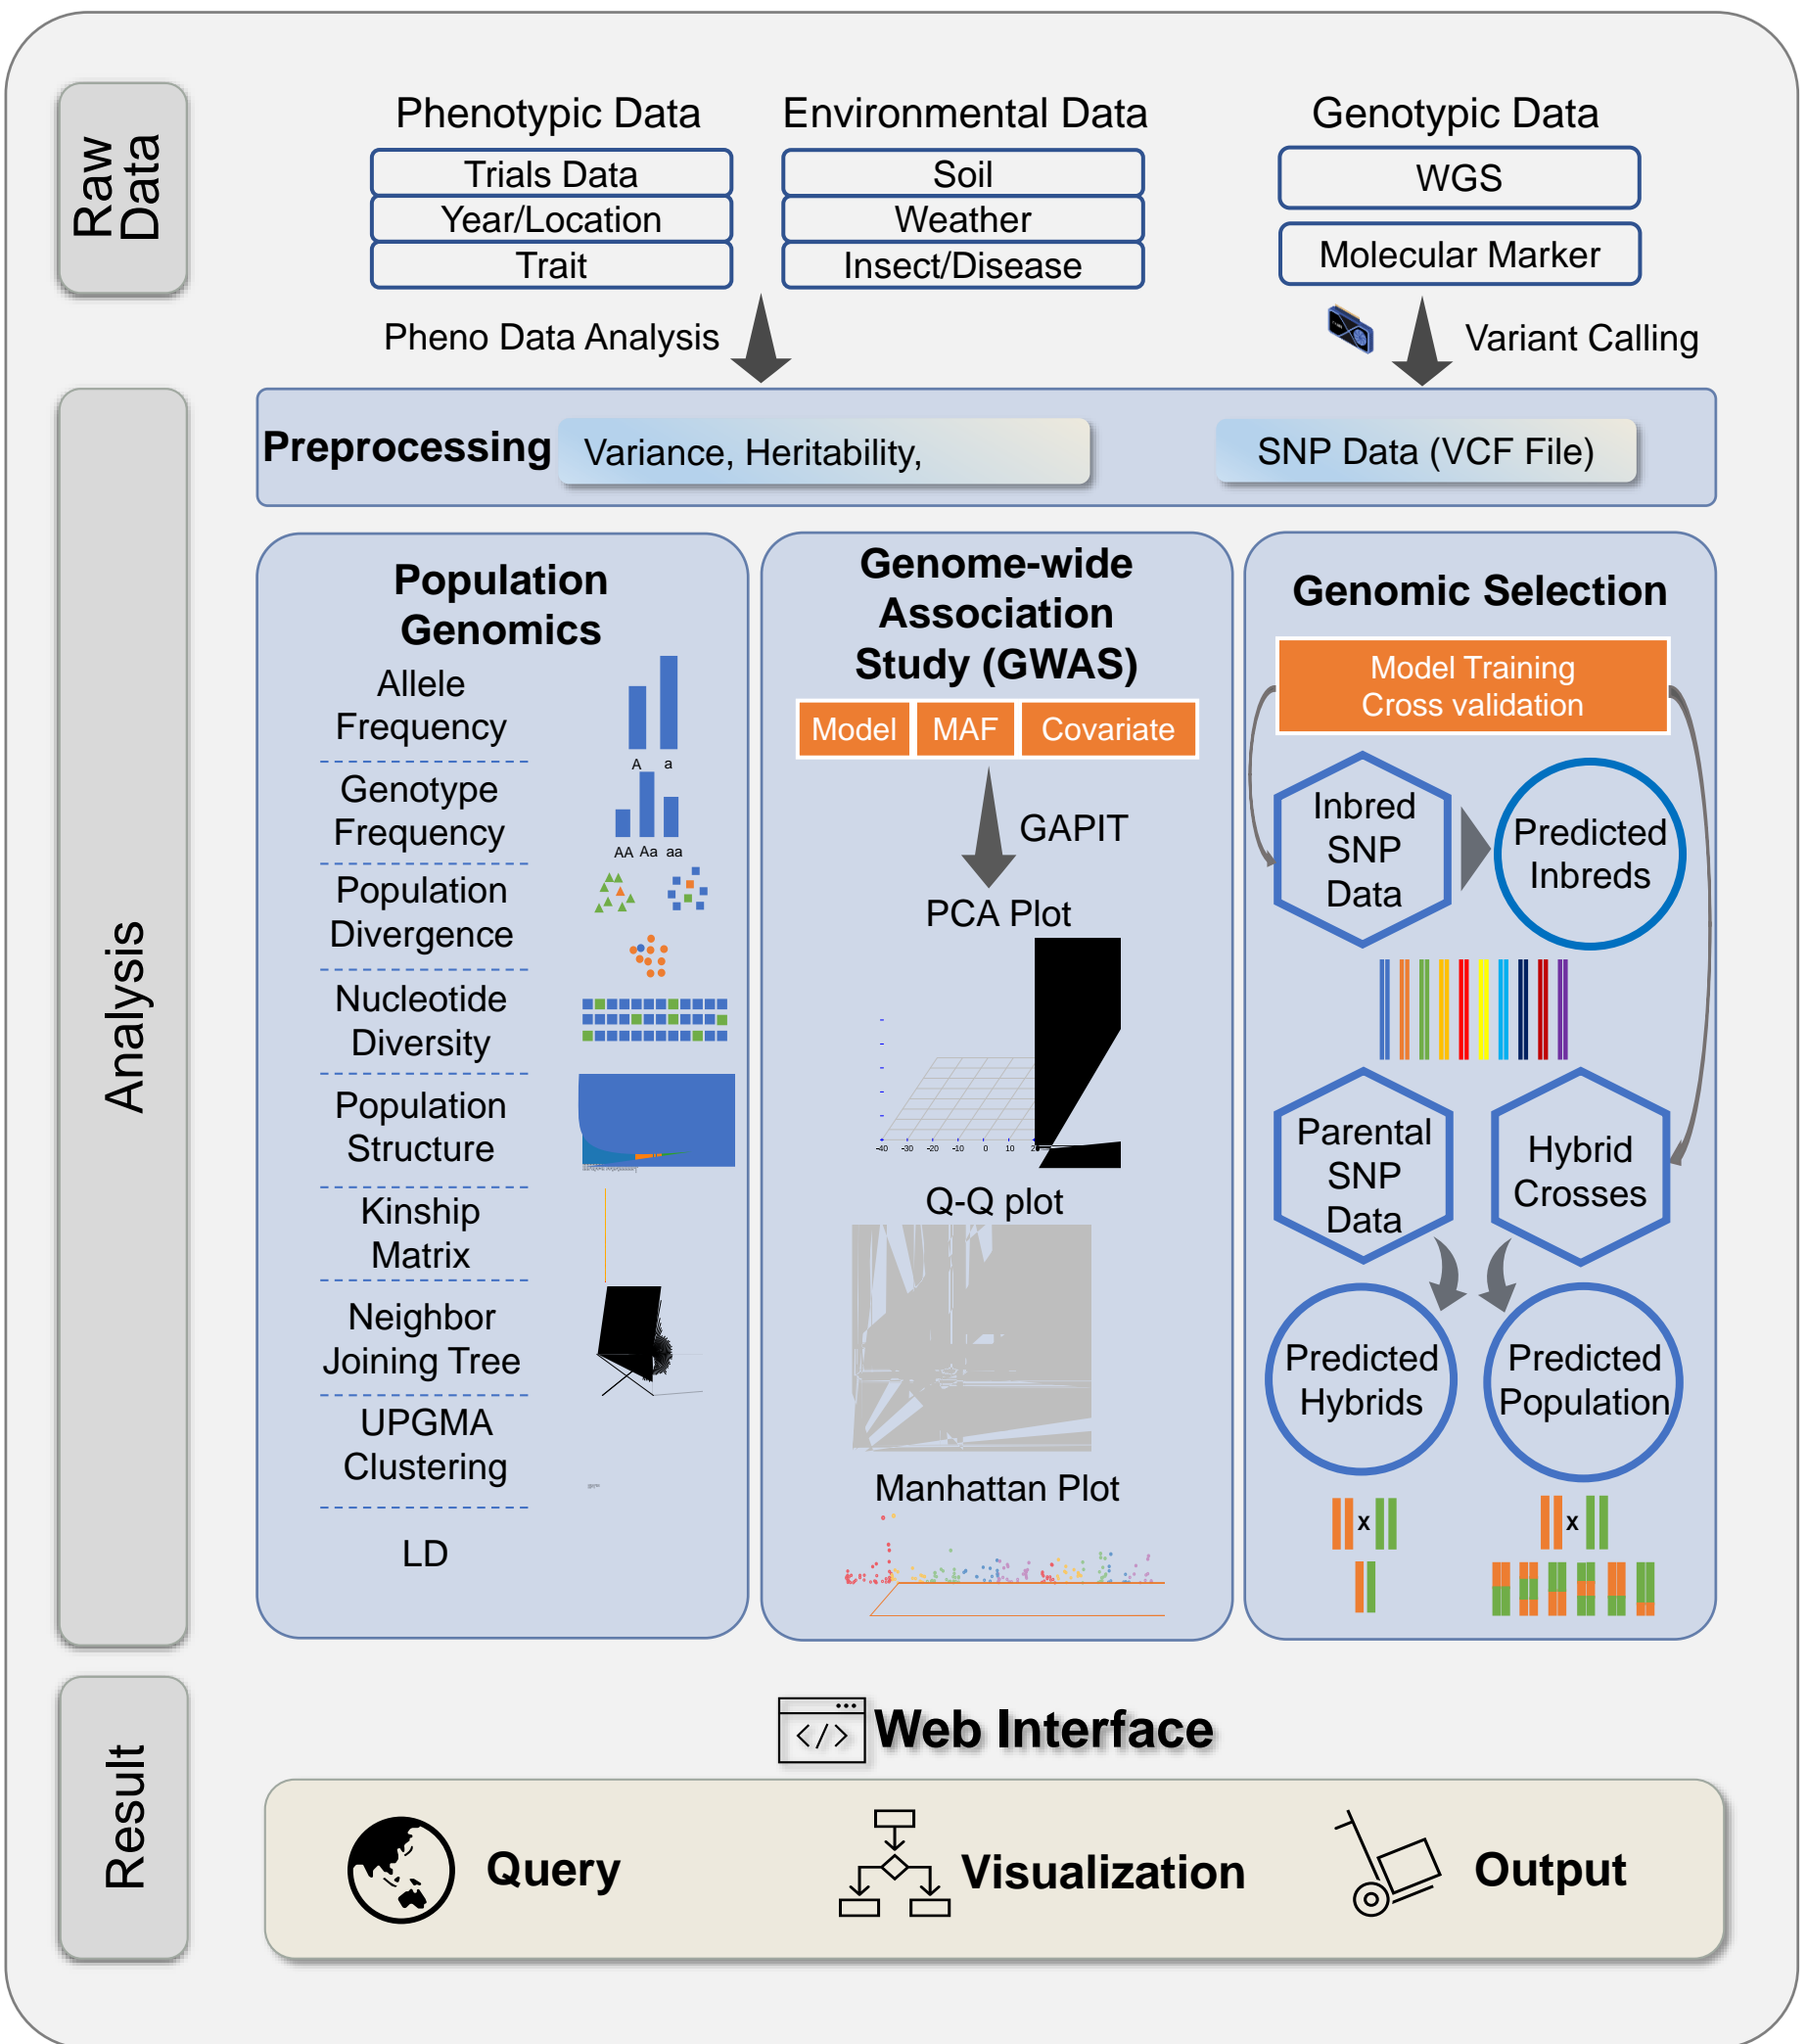 Raw
Data
Phenotypic Data
Trials Data
Year/Location
Trait
Environmental Data
Soil
Weather
Insect/Disease
Genotypic Data
WGS
Molecular Marker
Pheno Data Analysis
Variant Calling
Analysis
Preprocessing
Variance, Heritability,
SNP Data (VCF File)
Population
Genomics
Allele
Frequency
A a
Genotype
Frequency
AA Aa aa
Population
Divergence
Nucleotide
Diversity
Population
Structure
Kinship
Matrix
Neighbor
Joining Tree
UPGMA
Clustering
LD
Genome-wide
Association
Study (GWAS)
Model
MAF
Covariate
GAPIT
PCA Plot
-40 -30 -20 -10 0 10
Q-Q plot
Manhattan Plot
Genomic Selection
Model Training
Cross validation
Inbred
SNP
Data
Predicted
Inbreds
Parental
SNP
Data
Hybrid
Crosses
Predicted
Hybrids
Predicted
Population
x
x
Result
</> Web Interface
Query
Visualization
Output